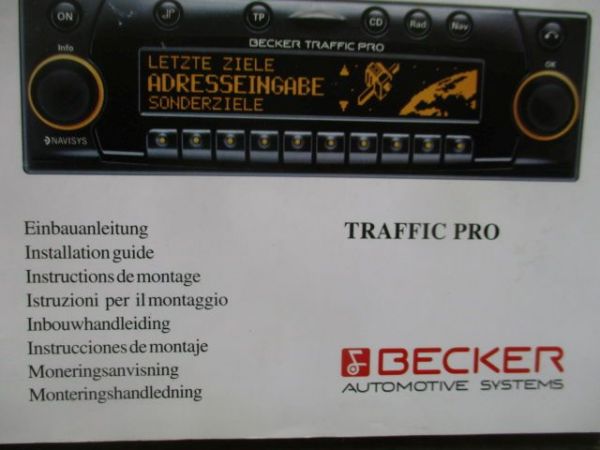 ON
TP
CD
Rad
Nav
BECKER TRAFFIC PRO
Info
OK
LETZTE ZIELE
ADRESSEINGABE
SONDERZIELE
NAVISYS
Einbauanleitung
Installation guide
Instructions de montage
Istruzioni per il montaggio
Inbouwhandleiding
Instrucciones de montaje
Moneringsanvisning
Monteringshandledning
TRAFFIC PRO
BECKER
AUTOMOTIVE SYSTEMS